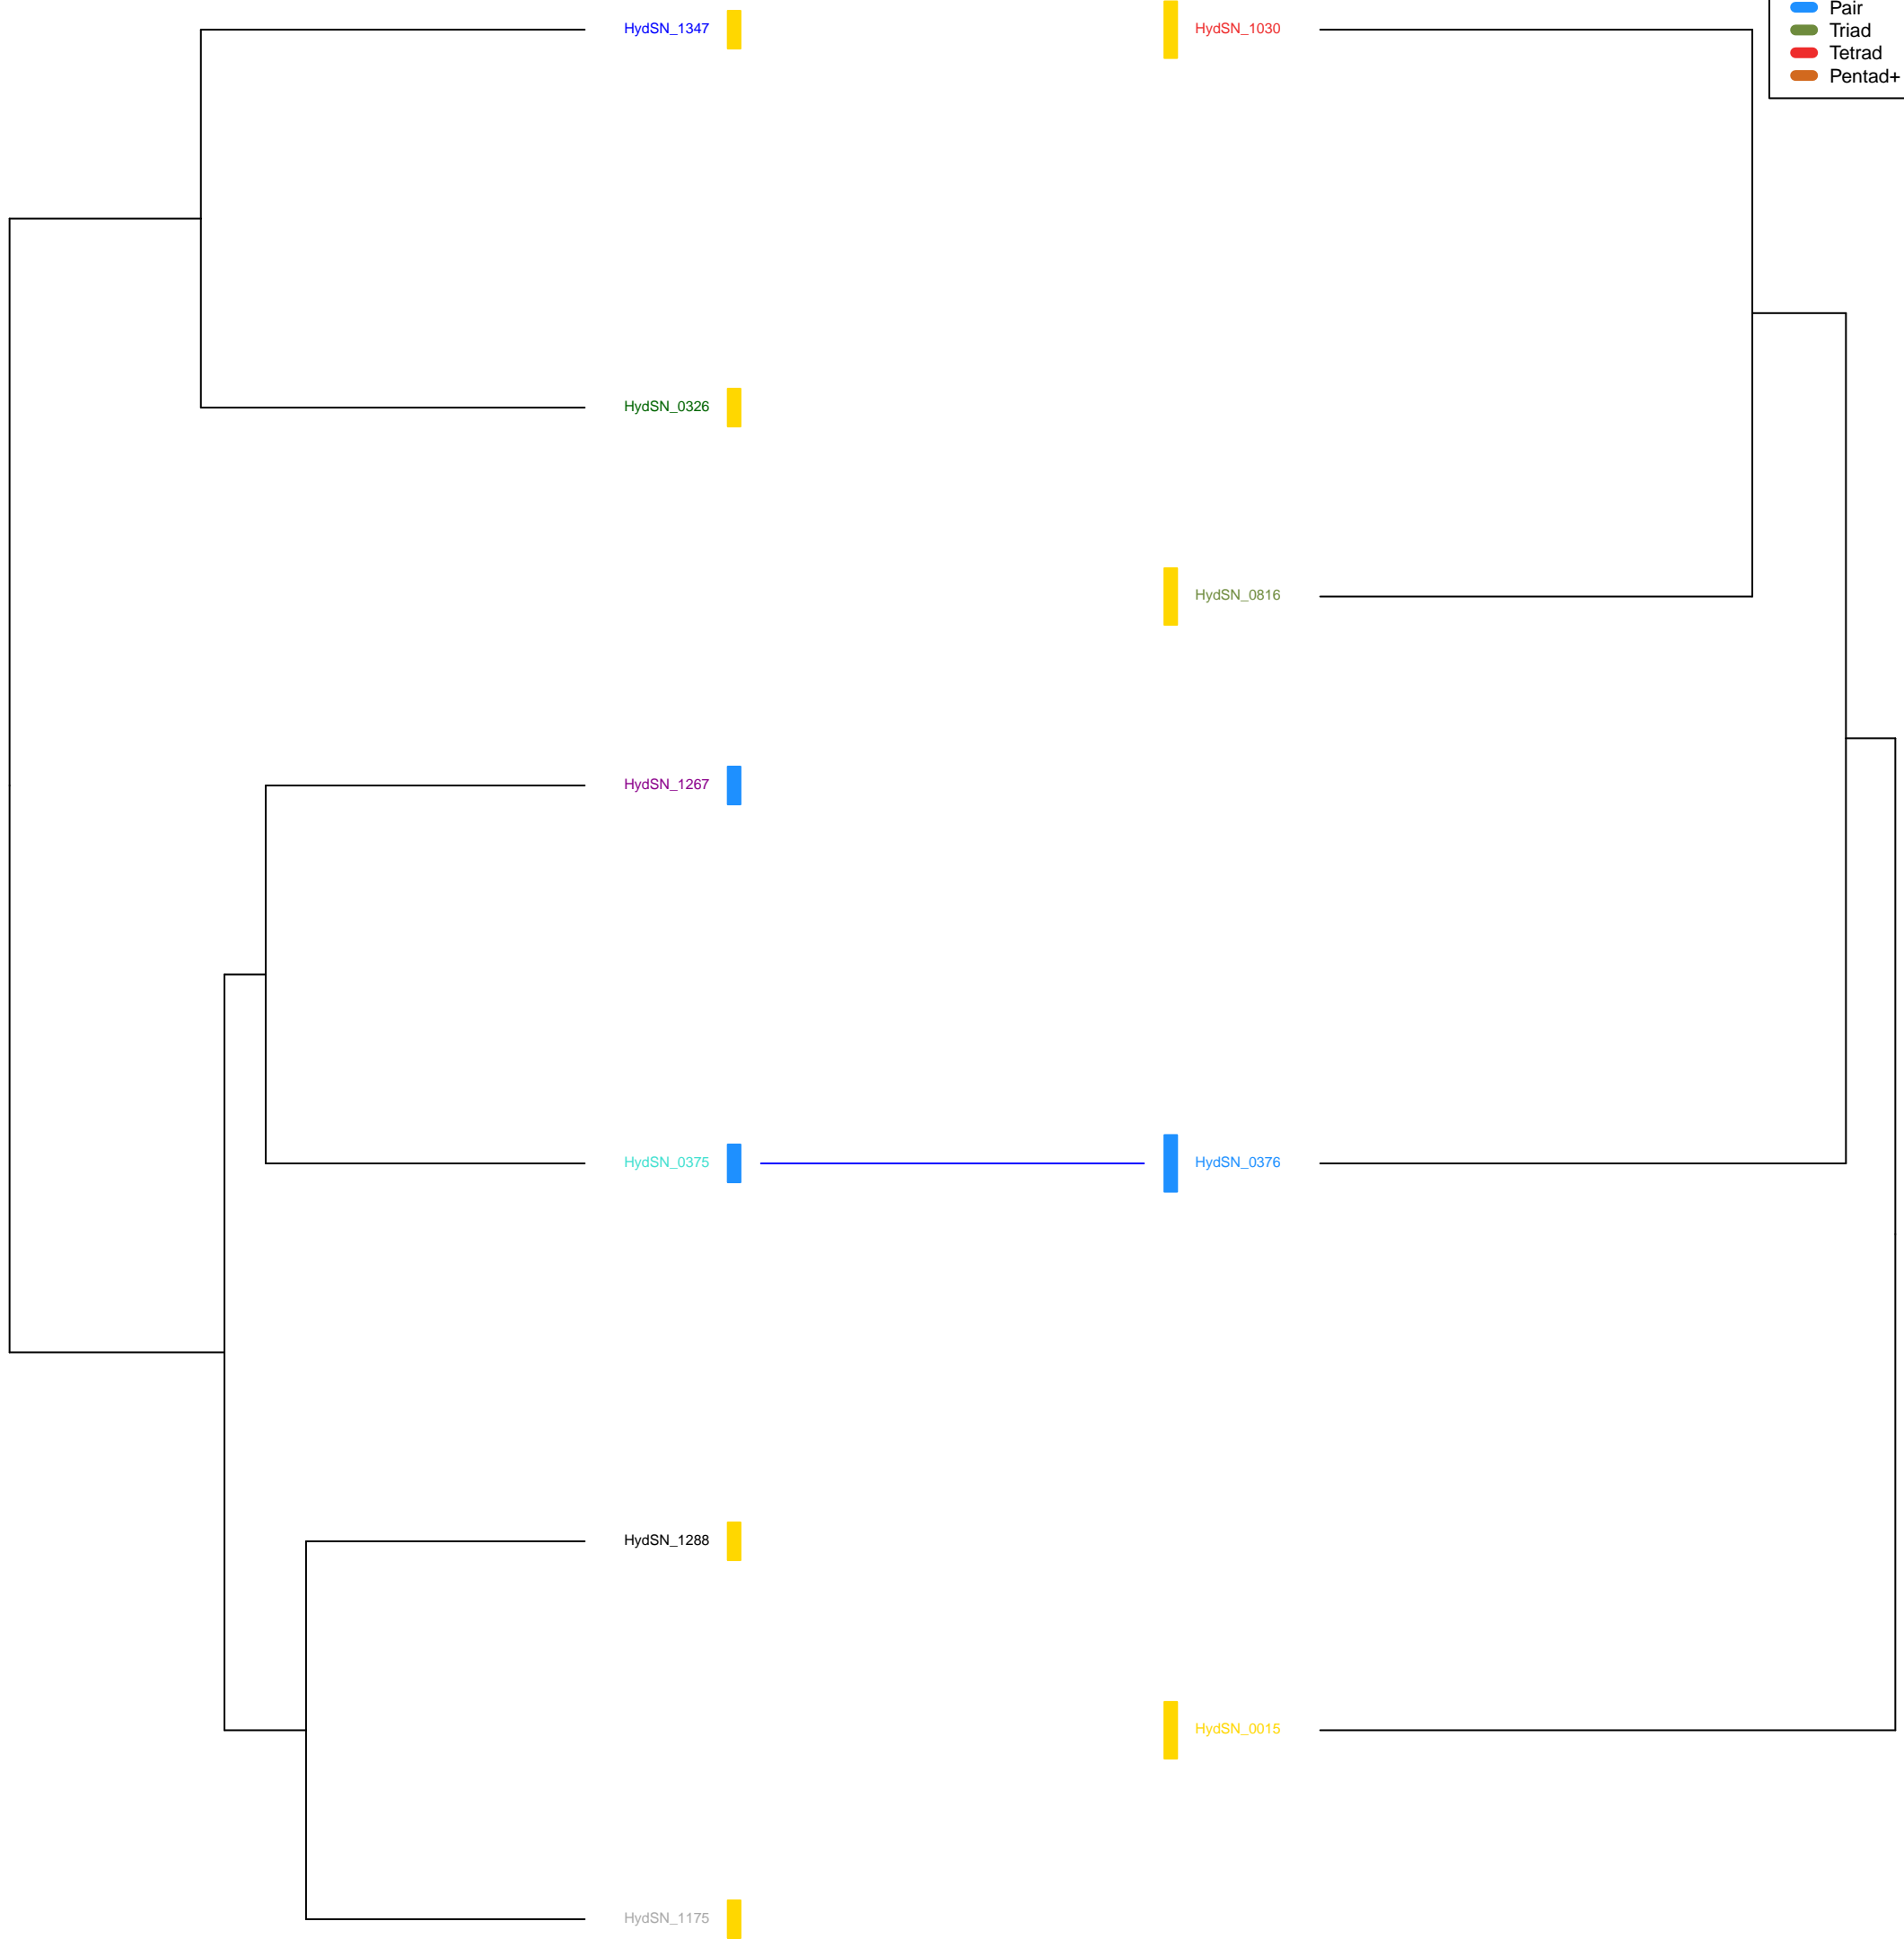 HydSN_1347
HydSN_1030
Pair
Triad
Tetrad
Pentad+
HydSN_0326
HydSN_0816
HydSN_1267
HydSN_0375
HydSN_0376
HydSN_1288
HydSN_0015
HydSN_1175